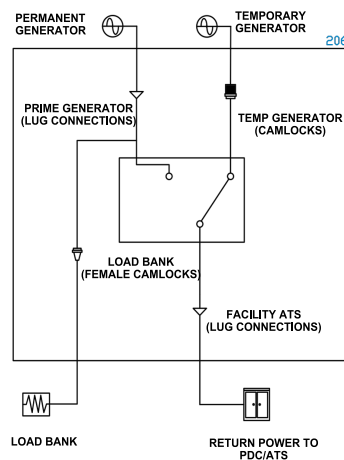 PERMANENT
GENERATOR
TEMPORARY
GENERATOR
206
PRIME GENERATOR
(LUG CONNECTIONS)
TEMP GENERATOR
(CAMLOCKS)
LOAD BANK
(FEMALE CAMLOCKS)
FACILITY ATS
(LUG CONNECTIONS)
LOAD BANK
RETURN POWER TO
PDC/ATS